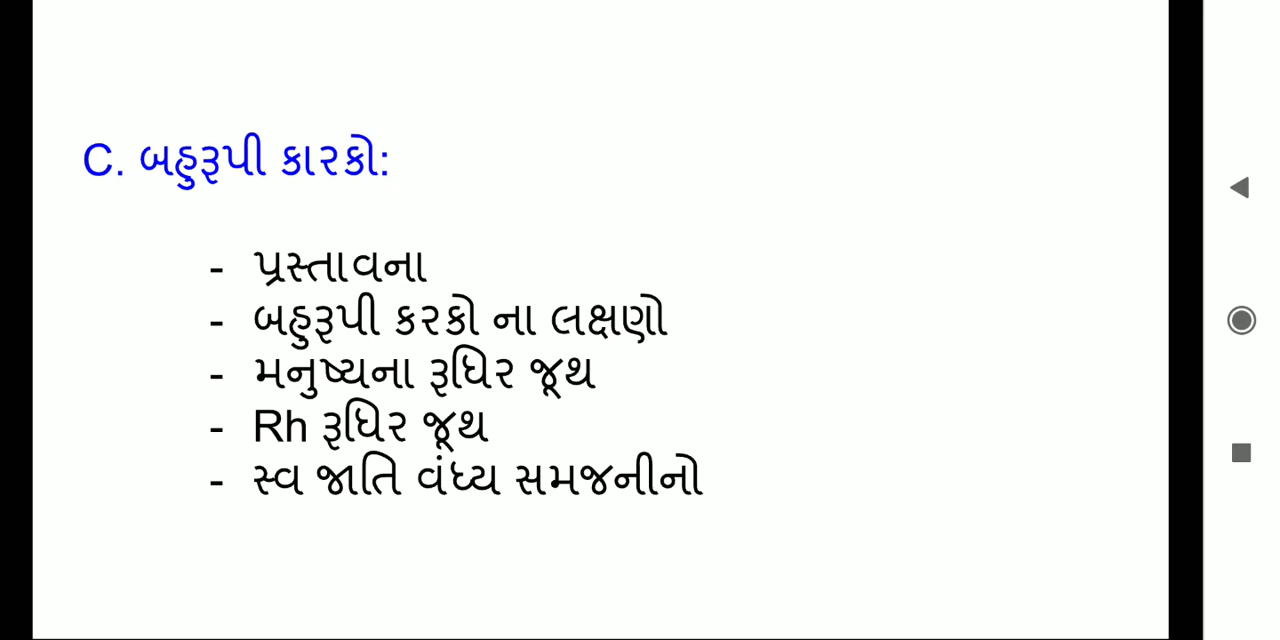 C. બહુરૂપી કારકો:
- પ્રસ્તાવના
- બહુરૂપી કરકો ના લક્ષણો
- મનુષ્યના રૂધિર જૂથ
- Rh રૂધિર જૂથ
- સ્વ જાતિ વંધ્ય સમજનીનો